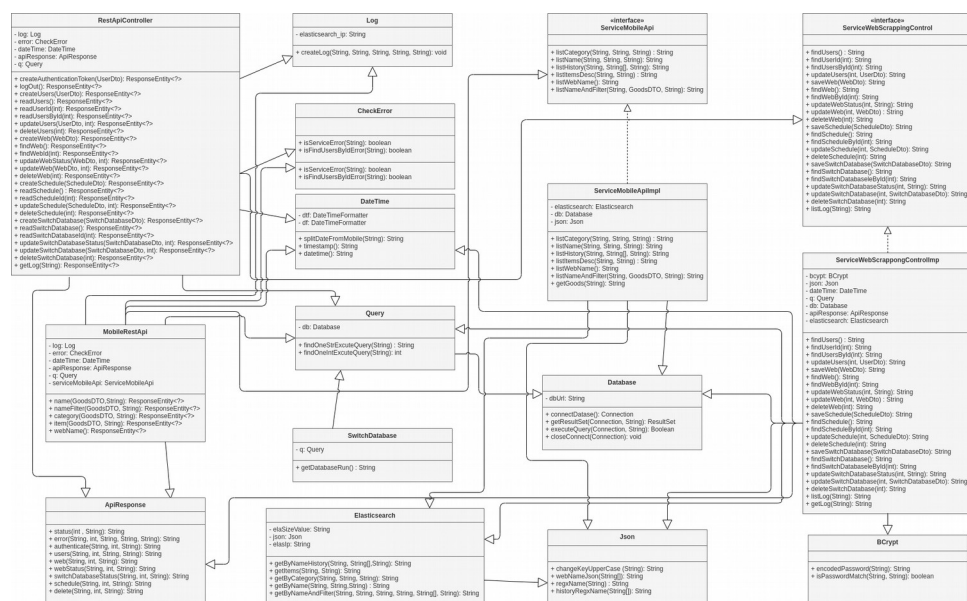 RestApiController
- log: Log
- error: CheckError
- dateTime: DateTime
- apiResponse: ApiResponse
- q: Query
+ createAuthenticationToken(UserDto): ResponseEntity<?>
+ logOut(): ResponseEntity<?>
+ createUsers(UserDto): ResponseEntity<?>
+ readUsers(): ResponseEntity<?>
+ readUserId(int): ResponseEntity<?>
+ readUsersById(int): ResponseEntity<?>
+ updateUsers(UserDto, int): ResponseEntity<?>
+ deleteUsers(int): ResponseEntity<?>
+ createWeb(WebDto): ResponseEntity<?>
+ findWeb(): ResponseEntity<?>
+ findWebId(int): ResponseEntity<?>
+ updateWebStatus(WebDto, int): ResponseEntity<?>
+ updateWeb(WebDto, int): ResponseEntity<?>
+ deleteWeb(int): ResponseEntity<?>
+ createSchedule(ScheduleDto): ResponseEntity<?>
+ readSchedule() : ResponseEntity<?>
+ readScheduleId(int): ResponseEntity<?>
+ updateSchedule(ScheduleDto, int): ResponseEntity<?>
+ deleteSchedule(int): ResponseEntity<?>
+ createSwitchDatabase(SwitchDatabaseDto): ResponseEntity<?>
+ readSwitchDatabase(): ResponseEntity<?>
+ readSwitchDatabaseId(int): ResponseEntity<?>
+ updateSwitchDatabaseStatus(SwitchDatabaseDto, int): ResponseEntity<?>
+ updateSwitchDatabase(SwitchDatabaseDto, int): ResponseEntity<?>
+ deleteSwitchDatabase(int): ResponseEntity<?>
+ getLog(String): ResponseEntity<?>
Log
- elasticsearch_ip: String
+ createLog(String, String, String, String, String): void
CheckError
+ isServiceError(String): boolean
+ isFindUsersByIdError(String): boolean
+ isServiceError(String): boolean
+ isFindUsersByIdError(String): boolean
DateTime
- dtf: DateTimeFormatter
- df: DateTimeFormatter
+ splitDateFromMobile(String): String
+ timestamp(): String
+ datetime(): String
«interface»
ServiceMobileApi
+ listCategory(String, String, String) : String
+ listName(String, String, String): String
+ listHistory(String, String[], String): String
+ listItemsDesc(String, String) : String
+ listWebName(): String
+ listNameAndFilter(String, GoodsDTO, String): String
«interface»
ServiceWebScrappingControl
+ findUsers() : String
+ findUserId(int): String
+ findUsersById(int): String
+ updateUsers(int, UserDto): String
+ saveWeb(WebDto): String
+ findWeb(): String
+ findWebById(int): String
+ updateWebStatus(int, String): String
+ updateWeb(int, WebDto) : String
+ deleteWeb(int): String
+ saveSchedule(ScheduleDto): String
+ findSchedule(): String
+ findScheduleById(int): String
+ updateSchedule(int, ScheduleDto): String
+ deleteSchedule(int): String
+ saveSwitchDatabase(SwitchDatabaseDto): String
+ findSwitchDatabase(): String
+ findSwitchDatabaseleById(int): String
+ updateSwitchDatabaseStatus(int, String): String
+ updateSwitchDatabase(int, SwitchDatabaseDto): String
+ deleteSwitchDatabase(int): String
+ listLog(String): String
ServiceMobileApiImpl
- elasticsearch: Elasticsearch
- db: Database
- json: Json
+ listCategory(String, String, String) : String
+ listName(String, String, String): String
+ listHistory(String, String[], String): String
+ listItemsDesc(String, String) : String
+ listWebName(): String
+ listNameAndFilter(String, GoodsDTO, String): String
+ getGoods(String): String
ServiceWebScrappongControlImp
- bcypt: BCrypt
- json: Json
- dateTime: DateTime
- q: Query
- db: Database
- apiResponse: ApiResponse
- elasticsearch: Elasticsearch
+ findUsers() : String
+ findUserId(int): String
+ findUsersById(int): String
+ updateUsers(int, UserDto): String
+ saveWeb(WebDto): String
+ findWeb(): String
+ findWebById(int): String
+ updateWebStatus(int, String): String
+ updateWeb(int, WebDto) : String
+ deleteWeb(int): String
+ saveSchedule(ScheduleDto): String
+ findSchedule(): String
+ findScheduleById(int): String
+ updateSchedule(int, ScheduleDto): String
+ deleteSchedule(int): String
+ saveSwitchDatabase(SwitchDatabaseDto): String
+ findSwitchDatabase(): String
+ findSwitchDatabaseleById(int): String
+ updateSwitchDatabaseStatus(int, String): String
+ updateSwitchDatabase(int, SwitchDatabaseDto): String
+ deleteSwitchDatabase(int): String
+ listLog(String): String
+ getLog(String): String
MobileRestApi
- log: Log
- error: CheckError
- dateTime: DateTime
- apiResponse: ApiResponse
- q: Query
- serviceMobileApi: ServiceMobileApi
+ name(GoodsDTO,String): ResponseEntity<?>
+ nameFilter(GoodsDTO, String): ResponseEntity<?>
+ category(GoodsDTO, String): ResponseEntity<?>
+ item(GoodsDTO, String): ResponseEntity<?>
+ webName(): ResponseEntity<?>
Query
- db: Database
+ findOneStrExcuteQuery(String) : String
+ findOneIntExcuteQuery(String): int
SwitchDatabase
- q: Query
+ getDatabaseRun() : String
Database
- dbUrl: String
+ connectDatase(): Connection
+ getResultSet(Connection, String): ResultSet
+ executeQuery(Connection, String): Boolean
+ closeConnect(Connection): void
ApiResponse
+ status(int , String): String
+ error(String, int, String, String, String): String
+ authenticate(String, int, String): String
+ users(String, int, String): String
+ web(String, int, String): String
+ webStatus(String, int, String): String
+ switchDatabaseStatus(String, int, String): String
+ schedule(String, int, String): String
+ delete(String, int, String): String
Elasticsearch
- elaSizeValue: String
- json: Json
- elasIp: String
+ getByNameHistory(String, String[],String): String
+ getItems(String, String): String
+ getByCategory(String, String, String): String
+ getByName(String, String,String) : String
+ getByNameAndFilter(String, String, String, String, String[], String): String
Json
+ changeKeyUpperCase (String): String
+ webNameJson(String[]): String
+ regxName(String) : String
+ historyRegxName(String[]): String
BCrypt
+ encodedPassword(String): String
+ isPasswordMatch(String, String): boolean